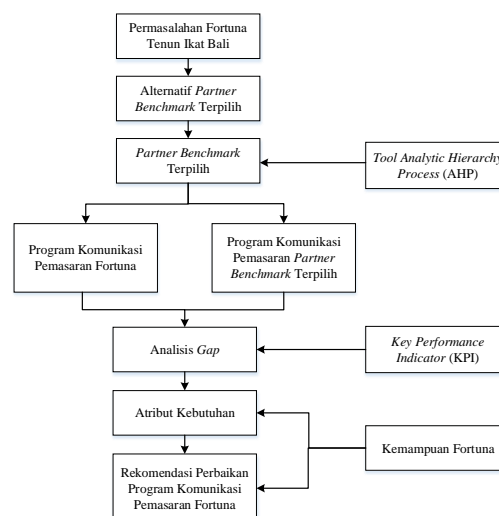 Permasalahan Fortuna
Tenun Ikat Bali
Alternatif Partner
Benchmark Terpilih
Partner Benchmark
Terpilih
Tool Analytic Hierarchy
Process (AHP)
Program Komunikasi
Pemasaran Fortuna
Program Komunikasi
Pemasaran Partner
Benchmark Terpilih
Analisis Gap
Key Performance
Indicator (KPI)
Atribut Kebutuhan
Kemampuan Fortuna
Rekomendasi Perbaikan
Program Komunikasi
Pemasaran Fortuna